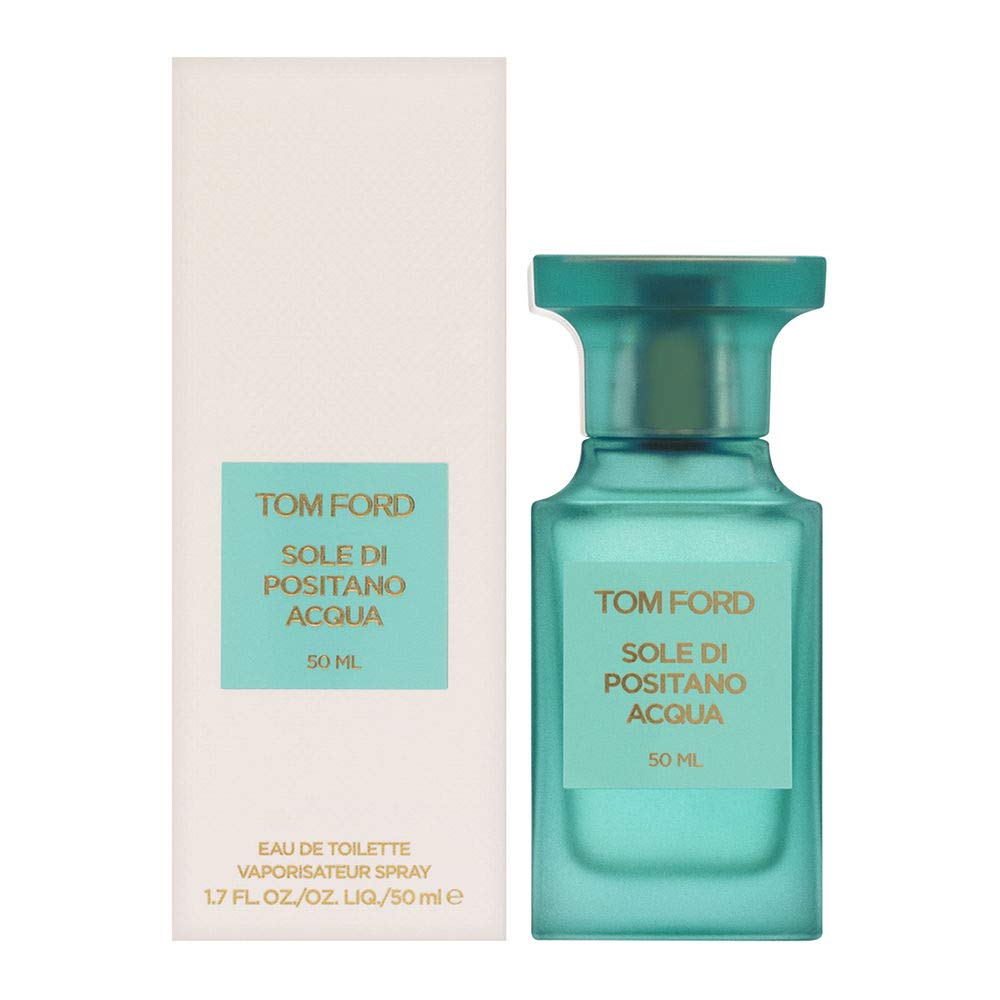 TOM FORD
SOLE DI
POSITANO
ACQUA
50 ML
EAU DE TOILETTE
VAPORISATEUR SPRAY
1.7 FL. OZ./OZ. LIQ./50 ml ℮
TOM FORD
SOLE DI
POSITANO
ACQUA
50 ML